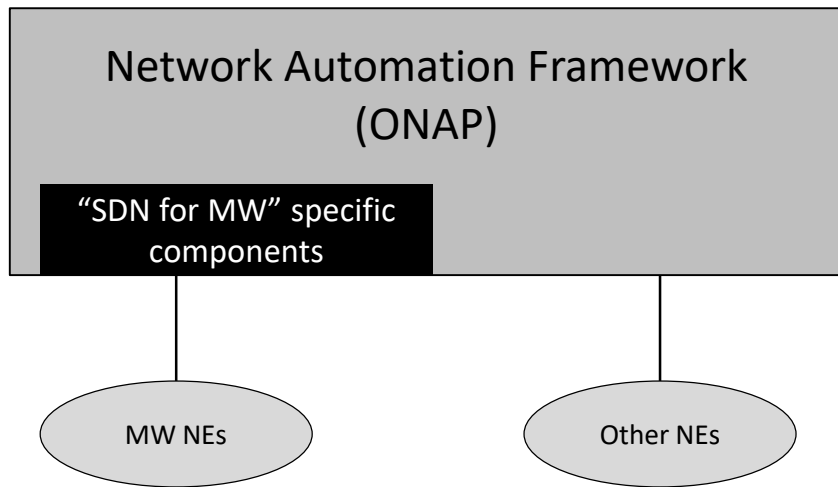 Network Automation Framework
(ONAP)
“SDN for MW” specific
components
MW NEs
Other NEs